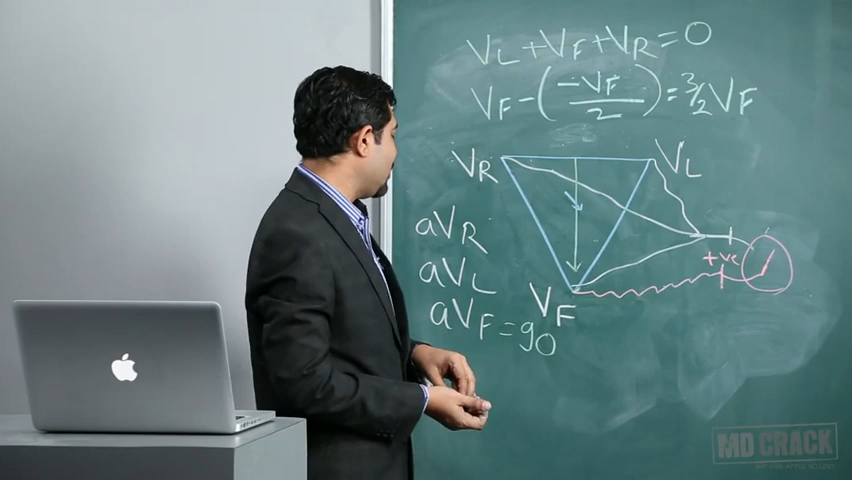 VL+VF+VR=0
VF-(-VF/2)=3/2VF
VR
VL
aVR
aVL
+ve
VF
aVF=90
MD CRACK